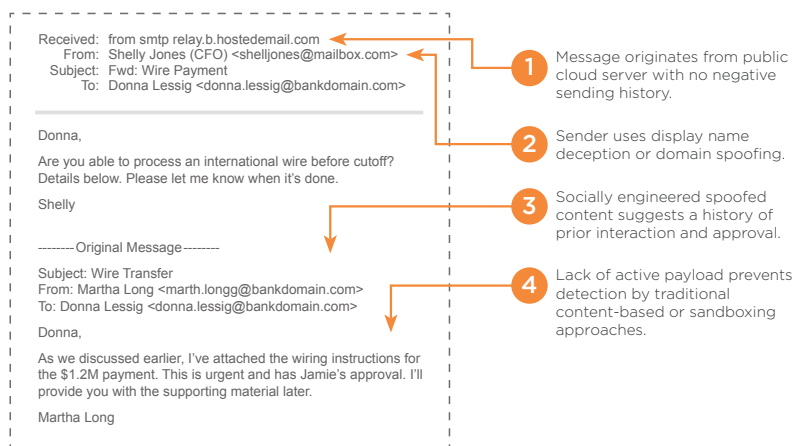 Received: from smtp relay.b.hostedemail.com
From: Shelly Jones (CFO) <shelljones@mailbox.com>
Subject: Fwd: Wire Payment
To: Donna Lessig <donna.lessig@bankdomain.com>
Donna,
Are you able to process an international wire before cutoff?
Details below. Please let me know when it's done.
Shelly
--------Original Message--------
Subject: Wire Transfer
From: Martha Long <marth.longg@bankdomain.com>
To: Donna Lessig <donna.lessig@bankdomain.com>
Donna,
As we discussed earlier, I've attached the wiring instructions for
the $1.2M payment. This is urgent and has Jamie's approval. I'll
provide you with the supporting material later.
Martha Long
1
Message originates from public
cloud server with no negative
sending history.
2
Sender uses display name
deception or domain spoofing.
3
Socially engineered spoofed
content suggests a history of
prior interaction and approval.
4
Lack of active payload prevents
detection by traditional
content-based or sandboxing
approaches.